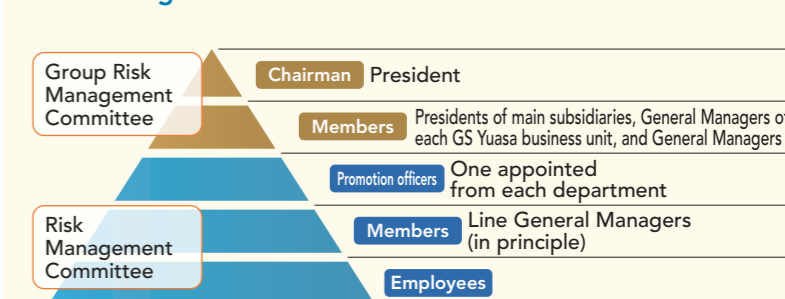 Group Risk
Management
Committee
Chairman President
Members Presidents of main subsidiaries, General Managers
each GS Yuasa business unit, and General Managers
Promotion officers One appointed
from each department
Risk
Management
Committee
Members Line General Managers
(in principle)
Employees